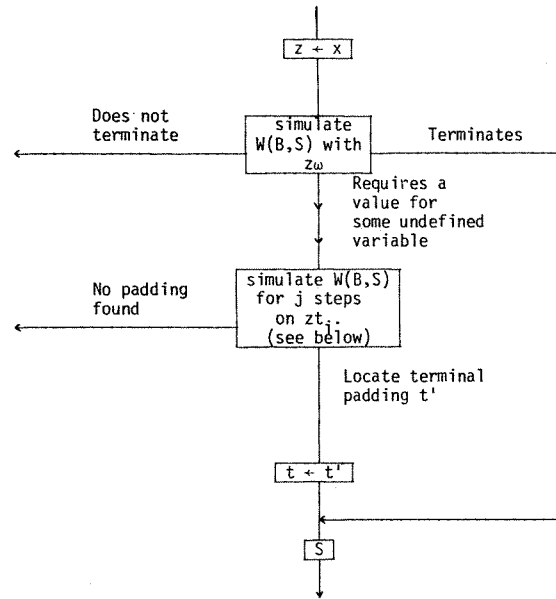 z ← x
Does not
terminate
simulate
W(B,S) with
zω
Terminates
Requires a
value for
some undefined
variable
No padding
found
simulate W(B,S)
for j steps
on zt_j..
(see below)
Locate terminal
padding t'
t ← t'
S